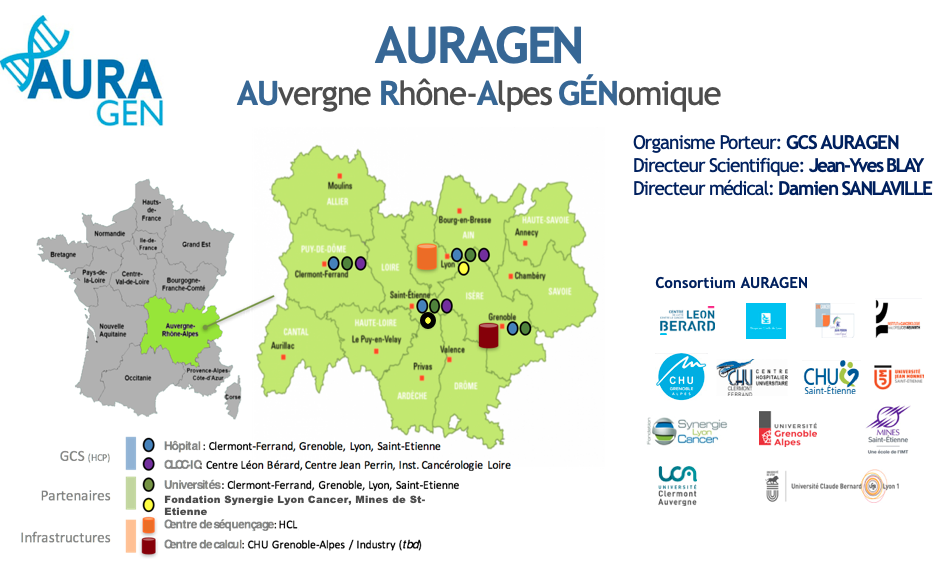 AURA
GEN
AURAGEN
AUvergne Rhône-Alpes GÉNomique
Organisme Porteur: GCS AURAGEN
Directeur Scientifique: Jean-Yves BLAY
Directeur médical: Damien SANLAVILLE
Hauts-
de-
France
Normandie
Ile-de-
France
Grand Est
Bretagne
Pays-de-
la-Loire
Centre-
Val-de-Loire
Bourgogne-
Franche-Comté
Nouvelle
Aquitaine
Auvergne-
Rhône-Alpes
Occitanie
Provence-Alpes-
Côte-d'Azur
Corse
Moulins
ALLIER
Bourg-en-Bresse
AIN
HAUTE-SAVOIE
Annecy
PUY-DE-DÔME
Clermont-Ferrand
LOIRE
Lyon
Chambéry
SAVOIE
Saint-Étienne
ISÈRE
Grenoble
CANTAL
Aurillac
HAUTE-LOIRE
Le Puy-en-Velay
Valence
Privas
ARDÈCHE
DRÔME
Consortium AURAGEN
CENTRE
LÉON
BERARD
CHU
GRENOBLE
ALPES
CHU
CLERMONT
FERRAND
CENTRE
HOSPITALIER
UNIVERSITAIRE
CHU
Saint-Étienne
UNIVERSITÉ
JEAN MONNET
SAINT-ÉTIENNE
Fondation
Synergie
Lyon
Cancer
UNIVERSITÉ
Grenoble
Alpes
MINES
Saint-Étienne
Une école de l'IMT
UCA
UNIVERSITÉ
Clermont
Auvergne
Université Claude Bernard Lyon 1
GCS (HCP)
Hôpital : Clermont-Ferrand, Grenoble, Lyon, Saint-Etienne
CLCC-IC: Centre Léon Bérard, Centre Jean Perrin, Inst. Cancérologie Loire
Partenaires
Universités: Clermont-Ferrand, Grenoble, Lyon, Saint-Etienne
Fondation Synergie Lyon Cancer, Mines de St-
Etienne
Infrastructures
Centre de séquençage: HCL
Centre de calcul: CHU Grenoble-Alpes / Industry (tbd)